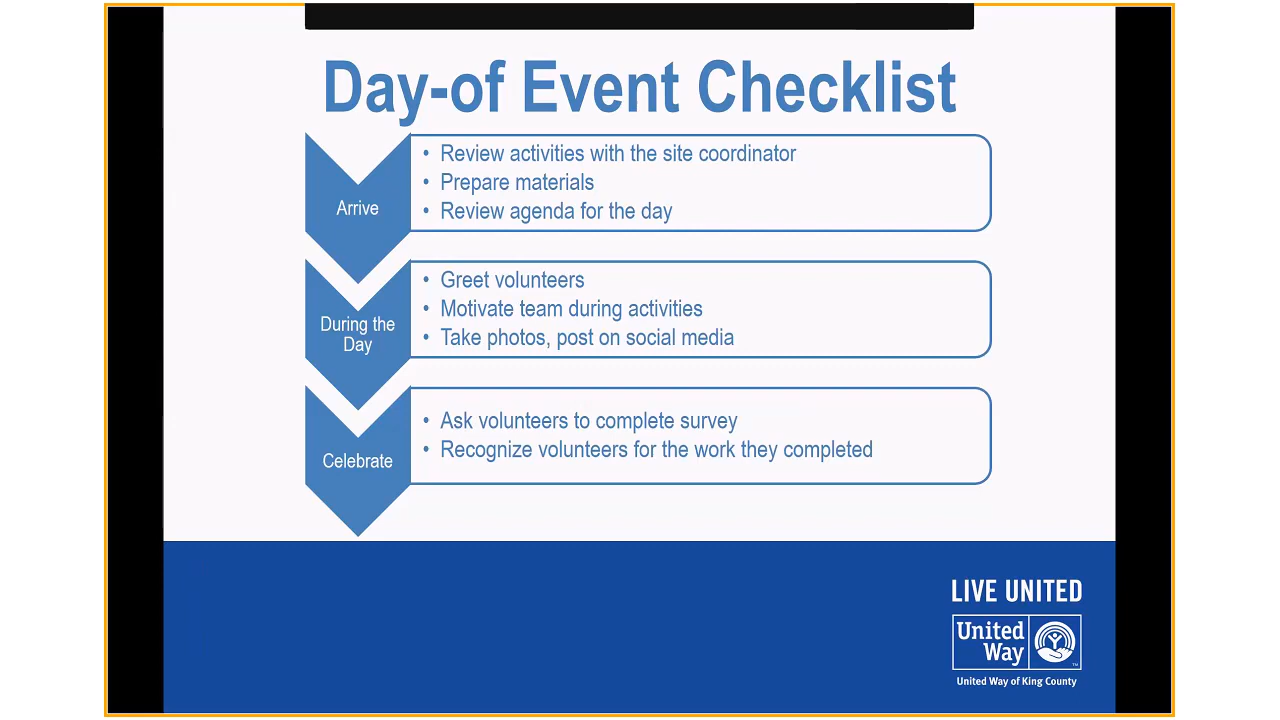 Day-of Event Checklist
Arrive
• Review activities with the site coordinator
• Prepare materials
• Review agenda for the day
During the
Day
• Greet volunteers
• Motivate team during activities
• Take photos, post on social media
Celebrate
• Ask volunteers to complete survey
• Recognize volunteers for the work they completed
LIVE UNITED
United
Way
TM
United Way of King County